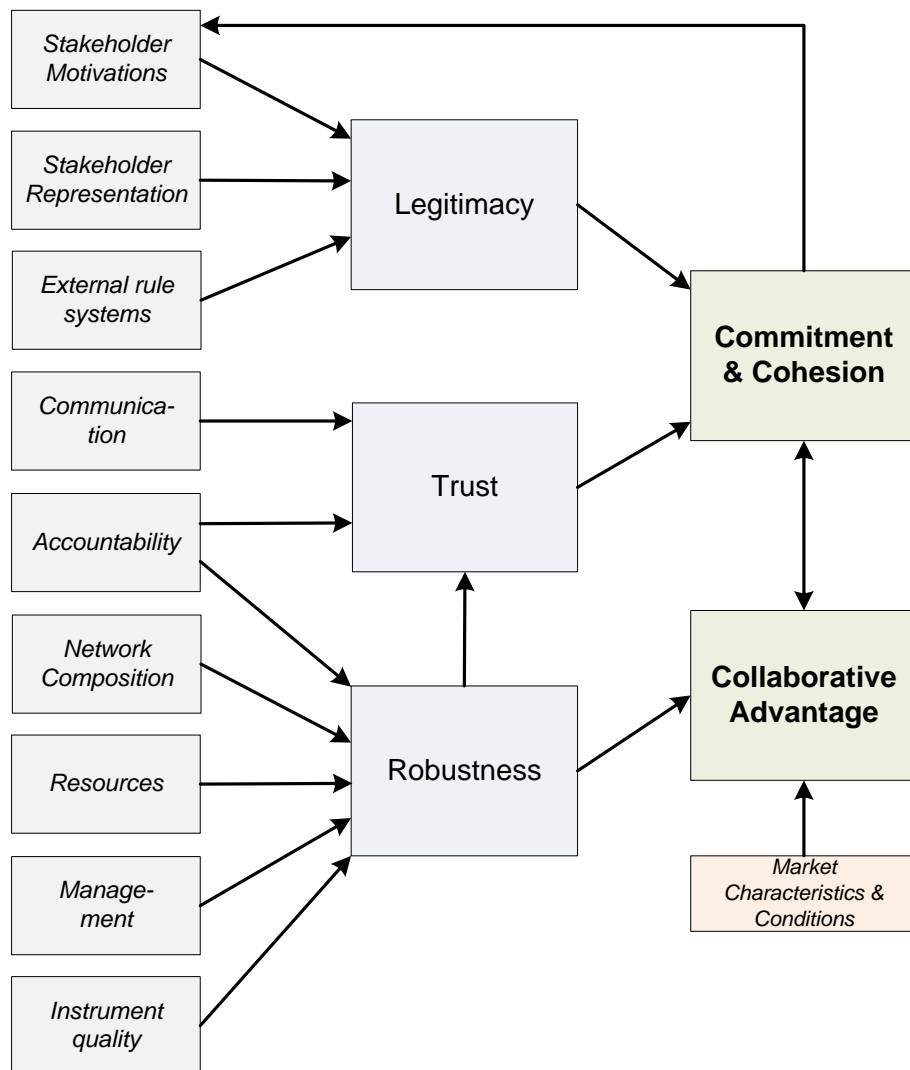 Stakeholder
Motivations
Stakeholder
Representation
External rule
systems
Communica-
tion
Accountability
Network
Composition
Resources
Manage-
ment
Instrument
quality
Legitimacy
Trust
Robustness
Commitment
& Cohesion
Collaborative
Advantage
Market
Characteristics &
Conditions